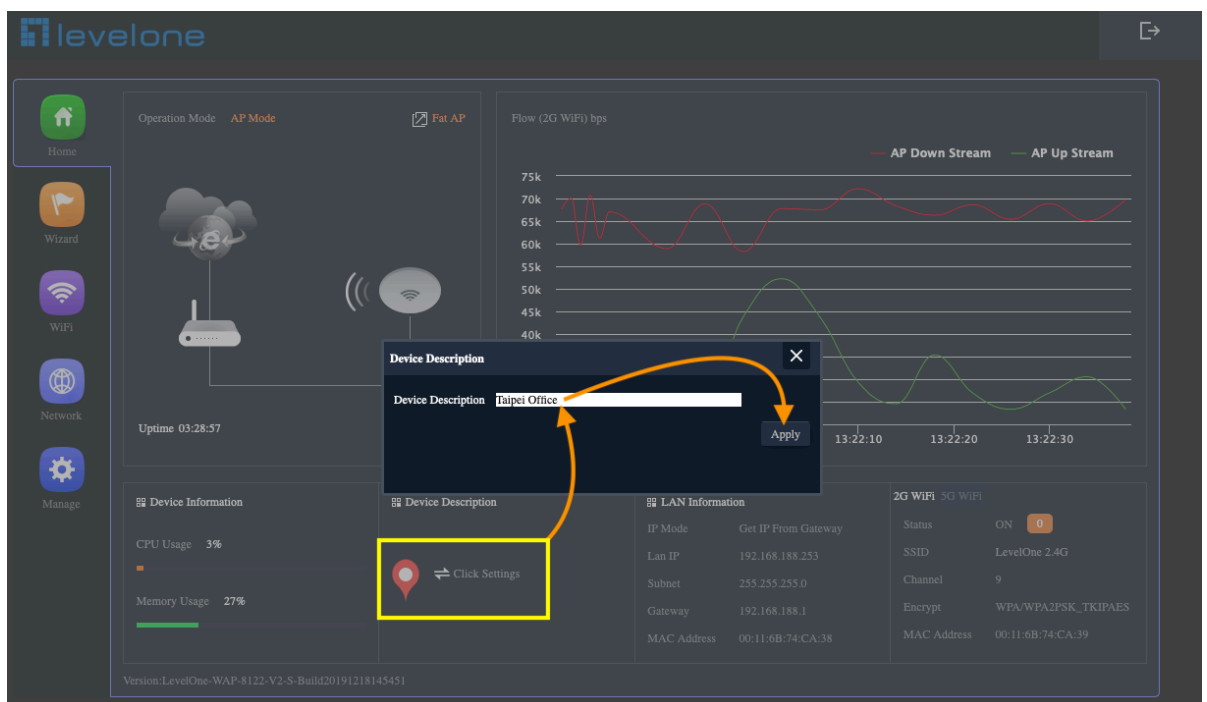 levelone
Home
Wizard
WiFi
Network
Manage
Operation Mode AP Mode Fat AP
Uptime 03:28:57
Flow (2G WiFi) bps
AP Down Stream AP Up Stream
75k
70k
65k
60k
55k
50k
45k
40k
13:22:10 13:22:20 13:22:30
Device Description
Device Description Taipei Office
Apply
Device Information
CPU Usage 3%
Memory Usage 27%
Device Description
Click Settings
LAN Information
IP Mode Get IP From Gateway
Lan IP 192.168.188.253
Subnet 255.255.255.0
Gateway 192.168.188.1
MAC Address 00:11:6B:74:CA:38
2G WiFi 5G WiFi
Status ON 0
SSID LevelOne 2.4G
Channel 9
Encrypt WPA/WPA2PSK_TKIPAES
MAC Address 00:11:6B:74:CA:39
Version:LevelOne-WAP-8122-V2-S-Build20191218145451